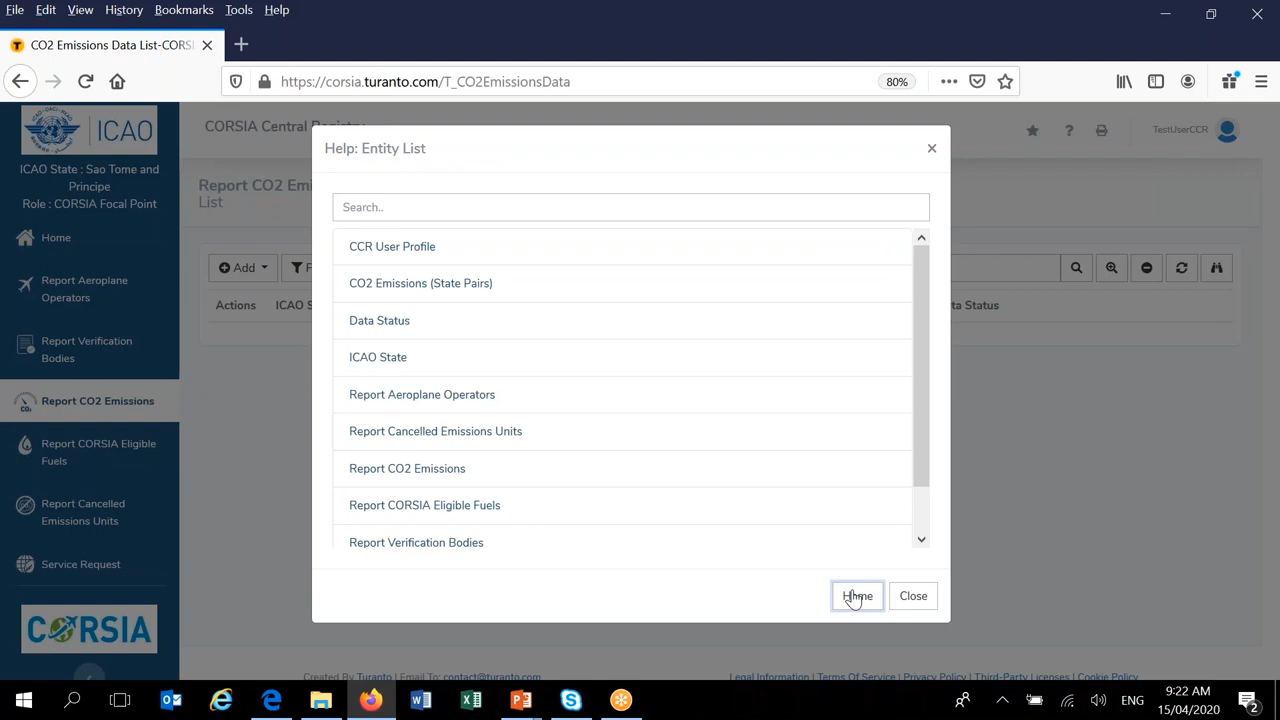 File Edit View History Bookmarks Tools Help
CO2 Emissions Data List-CORSI
https://corsia.turanto.com/T_CO2EmissionsData
80%
ICAO
ICAO State : Sao Tome and
Principe
Role : CORSIA Focal Point
Home
Report Aeroplane
Operators
Report Verification
Bodies
Report CO2 Emissions
Report CORSIA Eligible
Fuels
Report Cancelled
Emissions Units
Service Request
CORSIA
CORSIA Central
TestUserCCR
Report CO2
List
Add
Actions ICAO
Status
Help: Entity List
Search..
CCR User Profile
CO2 Emissions (State Pairs)
Data Status
ICAO State
Report Aeroplane Operators
Report Cancelled Emissions Units
Report CO2 Emissions
Report CORSIA Eligible Fuels
Report Verification Bodies
Home Close
Created By Turanto | Email To: contact@turanto.com
Legal Information | Terms Of Service | Privacy Policy | Third-Party Licenses | Cookie Policy
ENG
9:22 AM
15/04/2020
2